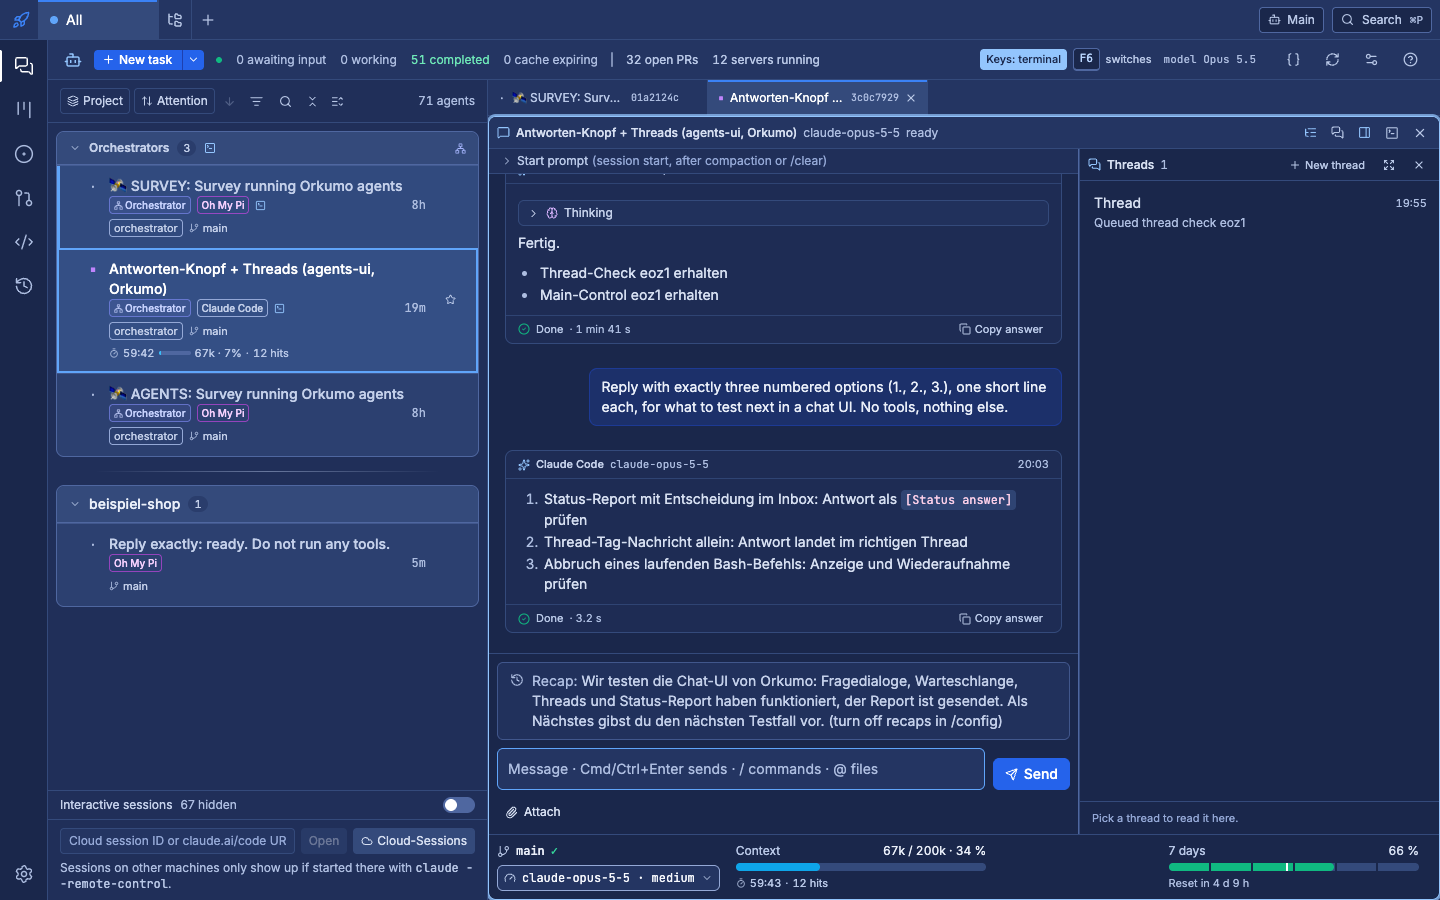 All
Main
Search ⌘P
New task
0 awaiting input
0 working
51 completed
0 cache expiring
32 open PRs
12 servers running
Keys: terminal
F6
switches
model Opus 5.5
Project
Attention
71 agents
Orchestrators 3
SURVEY: Survey running Orkumo agents
Orchestrator
Oh My Pi
8h
orchestrator
main
Antworten-Knopf + Threads (agents-ui,
Orkumo)
Orchestrator
Claude Code
19m
orchestrator
main
59:42
67k · 7% · 12 hits
AGENTS: Survey running Orkumo agents
Orchestrator
Oh My Pi
8h
orchestrator
main
beispiel-shop 1
Reply exactly: ready. Do not run any tools.
Oh My Pi
5m
main
Interactive sessions 67 hidden
Cloud session ID or claude.ai/code UR
Open
Cloud-Sessions
Sessions on other machines only show up if started there with claude -
-remote-control.
SURVEY: Surv... 01a2124c
Antworten-Knopf ... 3c0c7929
Antworten-Knopf + Threads (agents-ui, Orkumo) claude-opus-5-5 ready
Start prompt (session start, after compaction or /clear)
Thinking
Fertig.
• Thread-Check eoz1 erhalten
• Main-Control eoz1 erhalten
Done · 1 min 41 s
Copy answer
Reply with exactly three numbered options (1., 2., 3.), one short line
each, for what to test next in a chat UI. No tools, nothing else.
Claude Code claude-opus-5-5
20:03
1. Status-Report mit Entscheidung im Inbox: Antwort als [Status answer]
prüfen
2. Thread-Tag-Nachricht allein: Antwort landet im richtigen Thread
3. Abbruch eines laufenden Bash-Befehls: Anzeige und Wiederaufnahme
prüfen
Done · 3.2 s
Copy answer
Recap: Wir testen die Chat-UI von Orkumo: Fragedialoge, Warteschlange,
Threads und Status-Report haben funktioniert, der Report ist gesendet. Als
Nächstes gibst du den nächsten Testfall vor. (turn off recaps in /config)
Message · Cmd/Ctrl+Enter sends · / commands · @ files
Send
Attach
main ✓
claude-opus-5-5 · medium
Context
67k / 200k · 34 %
59:43 · 12 hits
7 days
66 %
Reset in 4 d 9 h
Threads 1
New thread
Thread
19:55
Queued thread check eoz1
Pick a thread to read it here.